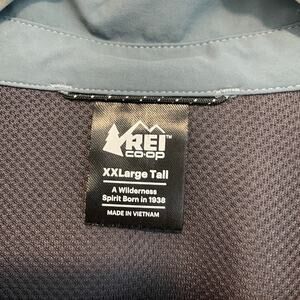 REI
CO·OP
XXLarge Tall
A Wilderness
Spirit Born in 1938
MADE IN VIETNAM